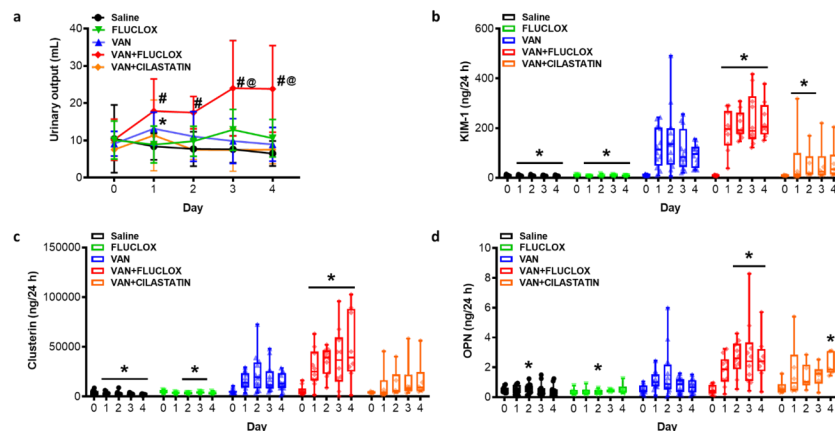 a
Saline
FLUCLOX
VAN
VAN+FLUCLOX
VAN+CILASTATIN
Urinary output (mL)
40
30
20
10
0
#
*
#
#@
#@
0 1 2 3 4
Day
b
Saline
FLUCLOX
VAN
VAN+FLUCLOX
VAN+CILASTATIN
KIM-1 (ng/24 h)
600
400
200
0
* * * *
0 1 2 3 4 0 1 2 3 4 0 1 2 3 4 0 1 2 3 4 0 1 2 3 4
Day
c
Saline
FLUCLOX
VAN
VAN+FLUCLOX
VAN+CILASTATIN
Clusterin (ng/24 h)
150000
100000
50000
0
* * *
0 1 2 3 4 0 1 2 3 4 0 1 2 3 4 0 1 2 3 4 0 1 2 3 4
Day
d
Saline
FLUCLOX
VAN
VAN+FLUCLOX
VAN+CILASTATIN
OPN (ng/24 h)
10
8
6
4
2
0
* * * *
0 1 2 3 4 0 1 2 3 4 0 1 2 3 4 0 1 2 3 4 0 1 2 3 4
Day